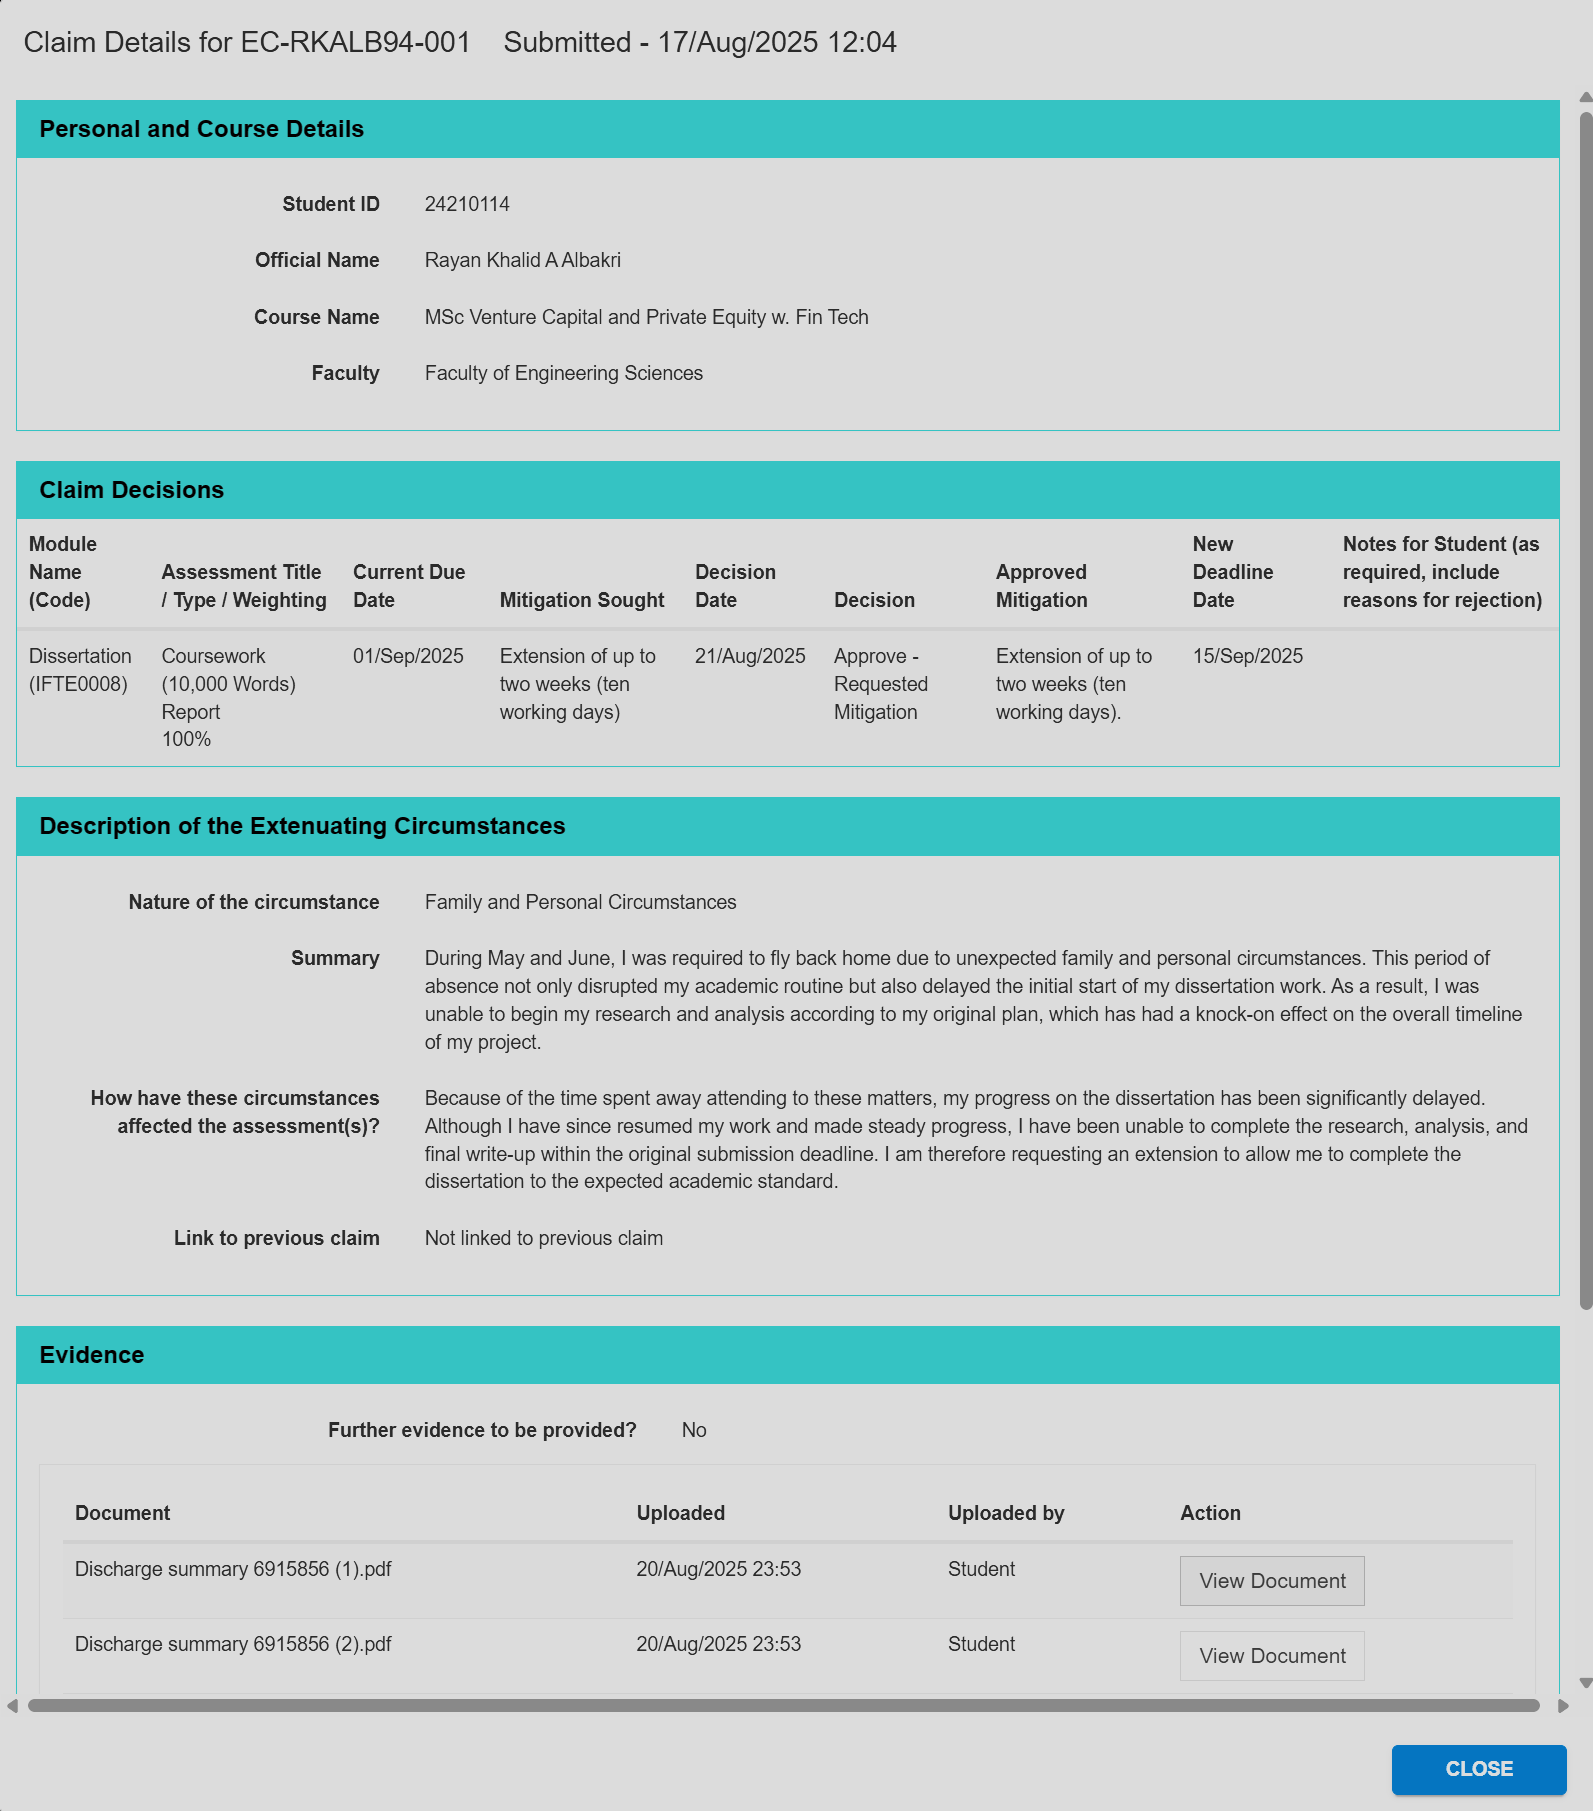 Claim Details for EC-RKALB94-001 Submitted - 17/Aug/2025 12:04
Personal and Course Details
Student ID 24210114
Official Name Rayan Khalid A Albakri
Course Name MSc Venture Capital and Private Equity w. Fin Tech
Faculty Faculty of Engineering Sciences
Claim Decisions
Module Name (Code)
Assessment Title / Type / Weighting
Current Due Date
Mitigation Sought
Decision Date
Decision
Approved Mitigation
New Deadline Date
Notes for Student (as required, include reasons for rejection)
Dissertation (IFTE0008)
Coursework (10,000 Words)
Report
100%
01/Sep/2025
Extension of up to two weeks (ten working days)
21/Aug/2025
Approve - Requested Mitigation
Extension of up to two weeks (ten working days).
15/Sep/2025
Description of the Extenuating Circumstances
Nature of the circumstance Family and Personal Circumstances
Summary During May and June, I was required to fly back home due to unexpected family and personal circumstances. This period of
absence not only disrupted my academic routine but also delayed the initial start of my dissertation work. As a result, I was
unable to begin my research and analysis according to my original plan, which has had a knock-on effect on the overall timeline
of my project.
How have these circumstances affected the assessment(s)?
Because of the time spent away attending to these matters, my progress on the dissertation has been significantly delayed.
Although I have since resumed my work and made steady progress, I have been unable to complete the research, analysis, and
final write-up within the original submission deadline. I am therefore requesting an extension to allow me to complete the
dissertation to the expected academic standard.
Link to previous claim Not linked to previous claim
Evidence
Further evidence to be provided? No
Document Uploaded Uploaded by Action
Discharge summary 6915856 (1).pdf 20/Aug/2025 23:53 Student View Document
Discharge summary 6915856 (2).pdf 20/Aug/2025 23:53 Student View Document
CLOSE